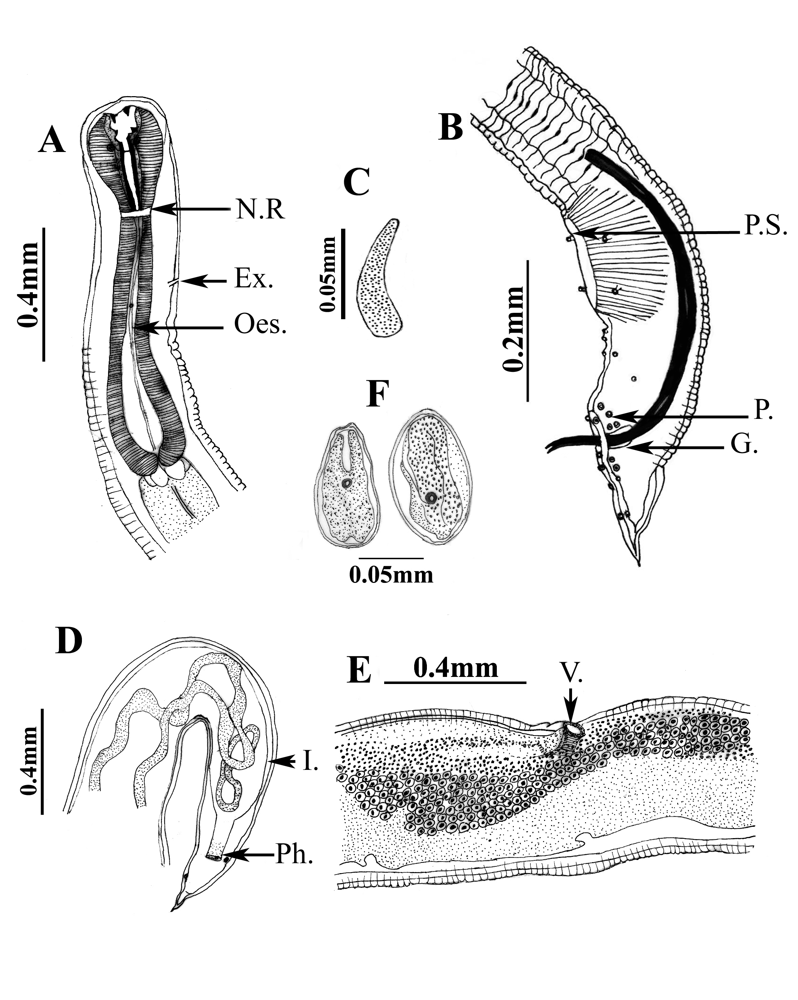 A
N.R
Ex.
Oes.
0.4mm
B
P.S.
P.
G.
0.2mm
C
0.05mm
F
0.05mm
D
I.
Ph.
0.4mm
E
0.4mm
V.